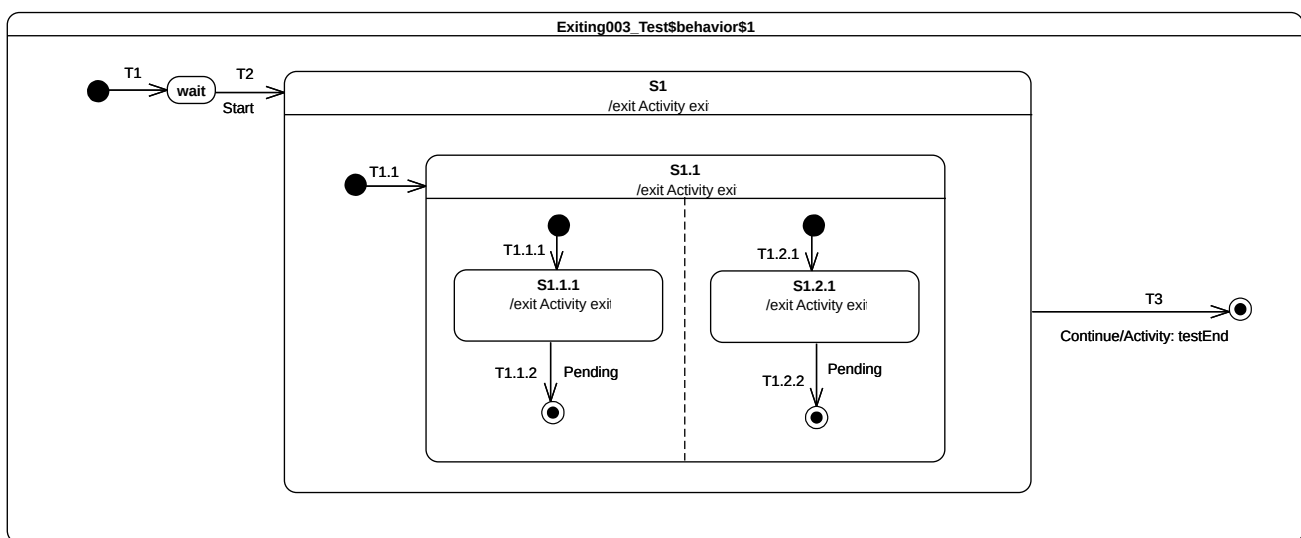 Exiting003_Test$behavior$1
T1
T2
wait
Start
S1
/exit Activity exi
T1.1
S1.1
/exit Activity exi
T1.1.1
T1.2.1
S1.1.1
/exit Activity exi
S1.2.1
/exit Activity exi
T3
Continue/Activity: testEnd
T1.1.2
Pending
T1.2.2
Pending